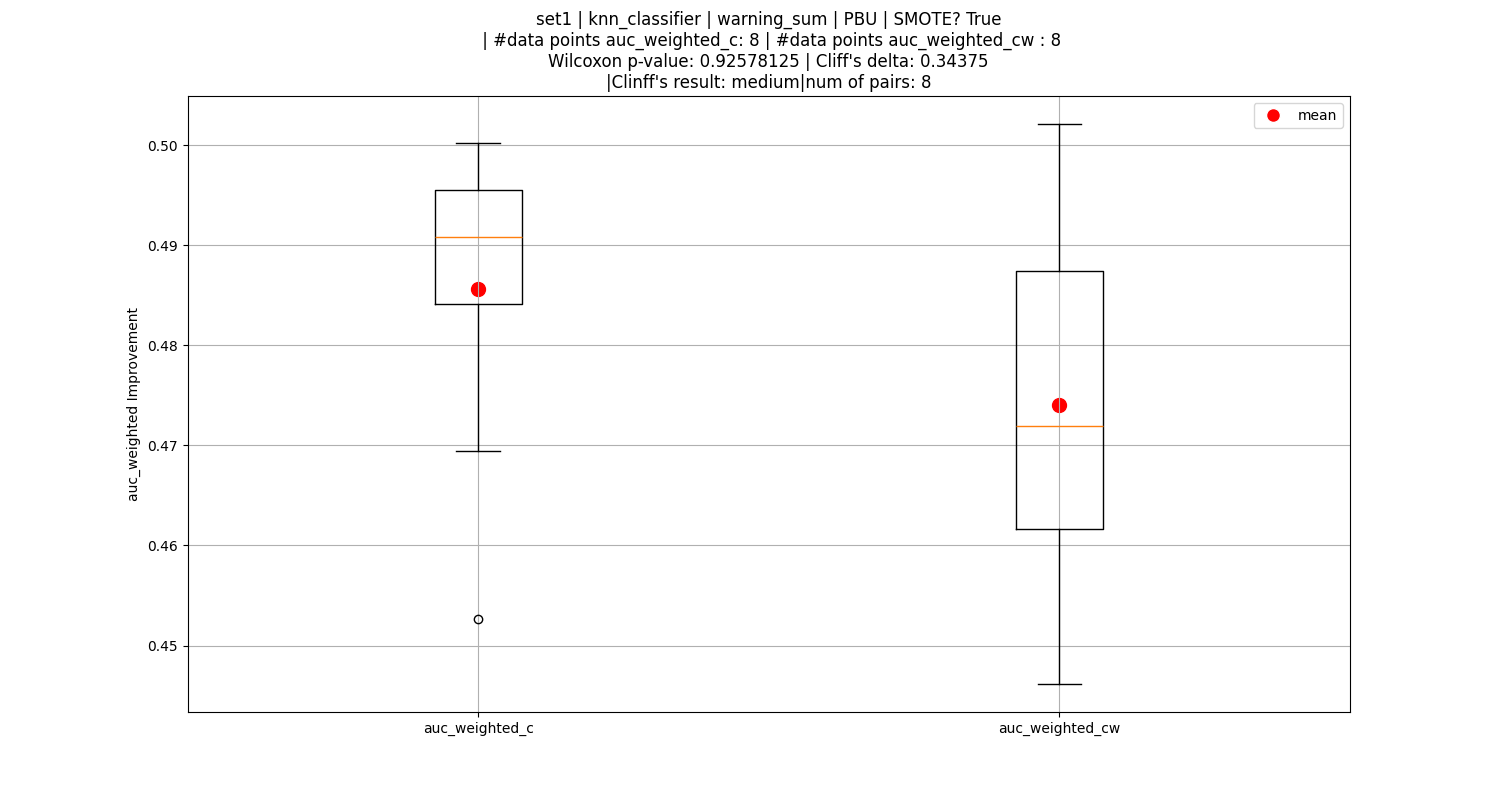 set1 | knn_classifier | warning_sum | PBU | SMOTE? True
| #data points auc_weighted_c: 8 | #data points auc_weighted_cw : 8
Wilcoxon p-value: 0.92578125 | Cliff's delta: 0.34375
|Clinff's result: medium|num of pairs: 8
mean
0.50
0.49
0.48
0.47
0.46
0.45
auc_weighted Improvement
auc_weighted_c
auc_weighted_cw